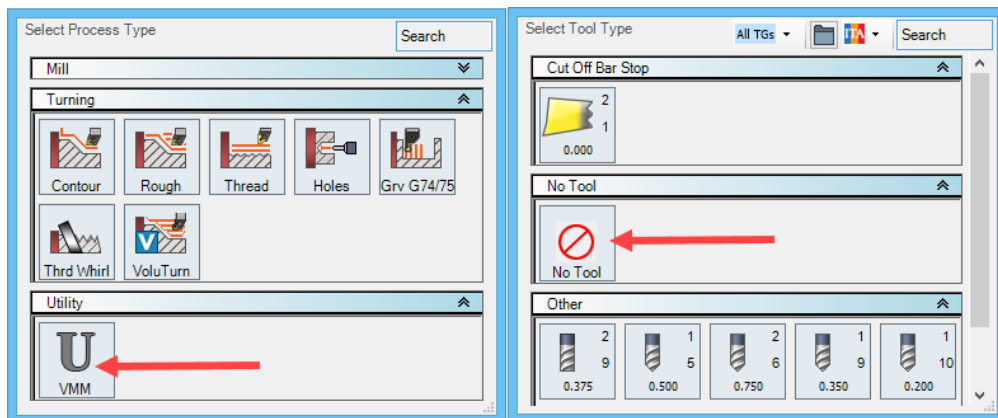 Select Process Type
Search
Mill
Turning
Contour
Rough
Thread
Holes
Grv G74/75
Thrd Whirl
V
VoluTurn
Utility
U
VMM
Select Tool Type
All TGs
ITA
Search
Cut Off Bar Stop
2
1
0.000
No Tool
No Tool
Other
2
9
0.375
1
5
0.500
2
6
0.750
1
9
0.350
1
10
0.200